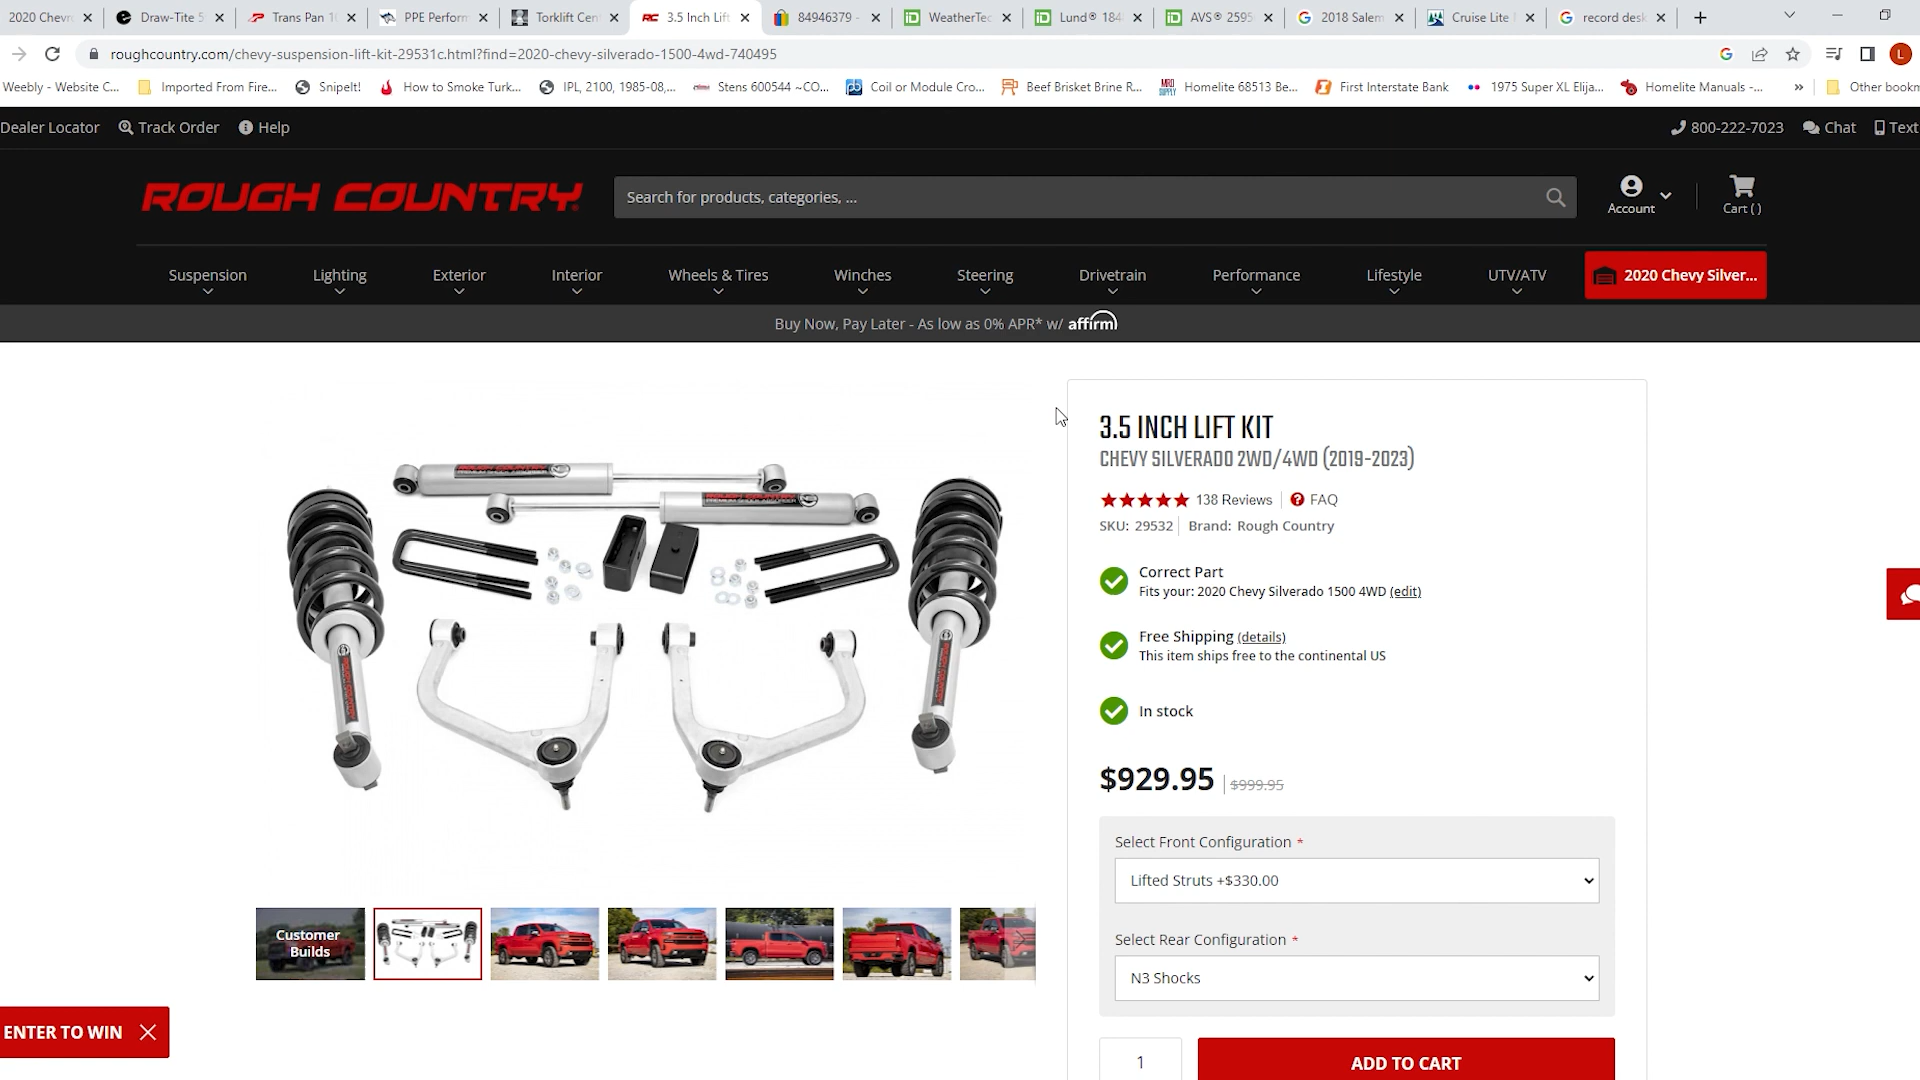 2020 Chevr
Draw-Tite 5
Trans Pan 1
PPE Perform
Torklift Cen
3.5 Inch Lift
84946379 -
WeatherTec
Lund® 184
AVS® 2595
2018 Salem
Cruise Lite
record desk
roughcountry.com/chevy-suspension-lift-kit-29531c.html?find=2020-chevy-silverado-1500-4wd-740495
L
Weebly - Website C...
Imported From Fire...
SnipeIt!
How to Smoke Turk...
IPL, 2100, 1985-08,...
Stens 600544 ~CO...
Coil or Module Cro...
Beef Brisket Brine R...
Homelite 68513 Be...
First Interstate Bank
1975 Super XL Elija...
Homelite Manuals -...
»
Other bookm
Dealer Locator
Track Order
Help
800-222-7023
Chat
Text
ROUGH COUNTRY
Search for products, categories, ...
Account
Cart ( )
Suspension
Lighting
Exterior
Interior
Wheels & Tires
Winches
Steering
Drivetrain
Performance
Lifestyle
UTV/ATV
2020 Chevy Silver...
Buy Now, Pay Later - As low as 0% APR* w/ affirm
3.5 INCH LIFT KIT
CHEVY SILVERADO 2WD/4WD (2019-2023)
138 Reviews
FAQ
SKU: 29532
Brand: Rough Country
Correct Part
Fits your: 2020 Chevy Silverado 1500 4WD (edit)
Free Shipping (details)
This item ships free to the continental US
In stock
$929.95
$999.95
Select Front Configuration *
Lifted Struts +$330.00
Select Rear Configuration *
N3 Shocks
1
ADD TO CART
ROUGH COUNTRY
ROUGH COUNTRY
ROUGH COUNTRY
ROUGH COUNTRY
Customer
Builds
ENTER TO WIN